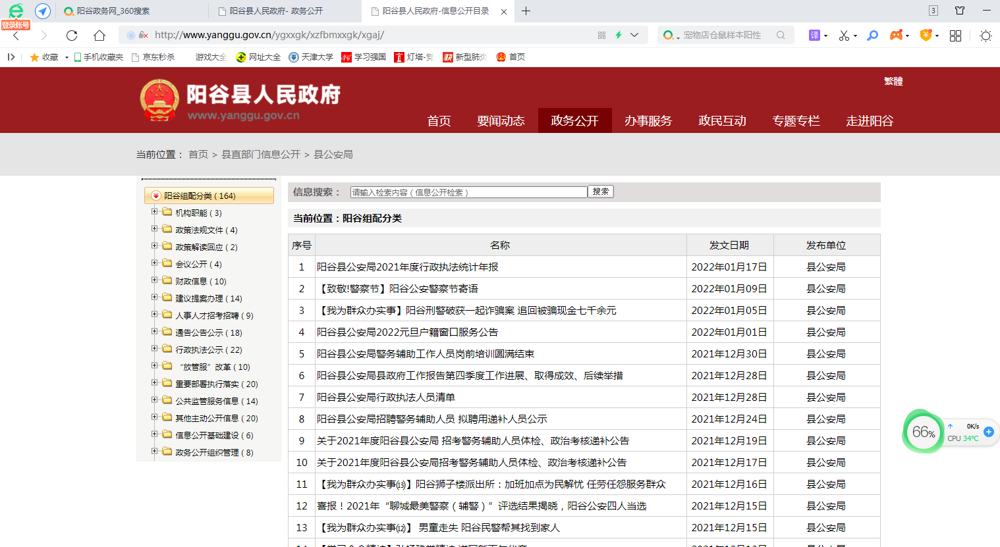 阳谷政务网_360搜索
阳谷县人民政府- 政务公开
阳谷县人民政府-信息公开目录
3
登录账号
http://www.yanggu.gov.cn/ygxxgk/xzfbmxxgk/xgaj/
宠物店仓鼠样本阳性
译
收藏
手机收藏夹
京东秒杀
游戏大全
网址大全
天津大学
学习强国
灯塔-党
新型肺炎
首页
阳谷县人民政府
www.yanggu.gov.cn
繁體
首页 要闻动态 政务公开 办事服务 政民互动 专题专栏 走进阳谷
当前位置： 首页 > 县直部门信息公开 > 县公安局
阳谷组配分类 ( 164)
机构职能 ( 3)
政策法规文件 ( 4)
政策解读回应 ( 2)
会议公开 ( 4)
财政信息 ( 10)
建议提案办理 ( 14)
人事人才招考招聘 ( 9)
通告公告公示 ( 18)
行政执法公示 ( 22)
“放管服”改革 ( 10)
重要部署执行落实 ( 20)
公共监管服务信息 ( 14)
其他主动公开信息 ( 20)
信息公开基础建设 ( 6)
政务公开组织管理 ( 8)
信息搜索： 请输入检索内容（信息公开检索） 搜索
当前位置：阳谷组配分类
序号 名称 发文日期 发布单位
1 阳谷县公安局2021年度行政执法统计年报 2022年01月17日 县公安局
2 【致敬!警察节】阳谷公安警察节寄语 2022年01月09日 县公安局
3 【我为群众办实事】阳谷刑警破获一起诈骗案 追回被骗现金七千余元 2022年01月05日 县公安局
4 阳谷县公安局2022元旦户籍窗口服务公告 2022年01月01日 县公安局
5 阳谷县公安局警务辅助工作人员岗前培训圆满结束 2021年12月30日 县公安局
6 阳谷县公安局县政府工作报告第四季度工作进展、取得成效、后续举措 2021年12月28日 县公安局
7 阳谷县公安局行政执法人员清单 2021年12月28日 县公安局
8 阳谷县公安局招聘警务辅助人员 拟聘用递补人员公示 2021年12月24日 县公安局
9 关于2021年度阳谷县公安局 招考警务辅助人员体检、政治考核递补公告 2021年12月19日 县公安局
10 关于2021年度阳谷县公安局招考警务辅助人员体检、政治考核递补公告 2021年12月17日 县公安局
11 【我为群众办实事⒀】阳谷狮子楼派出所：加班加点为民解忧 任劳任怨服务群众 2021年12月16日 县公安局
12 喜报！2021年“聊城最美警察（辅警）”评选结果揭晓，阳谷公安四人当选 2021年12月15日 县公安局
13 【我为群众办实事⑿】 男童走失 阳谷民警帮其找到家人 2021年12月15日 县公安局
66%
0K/s
CPU 34℃